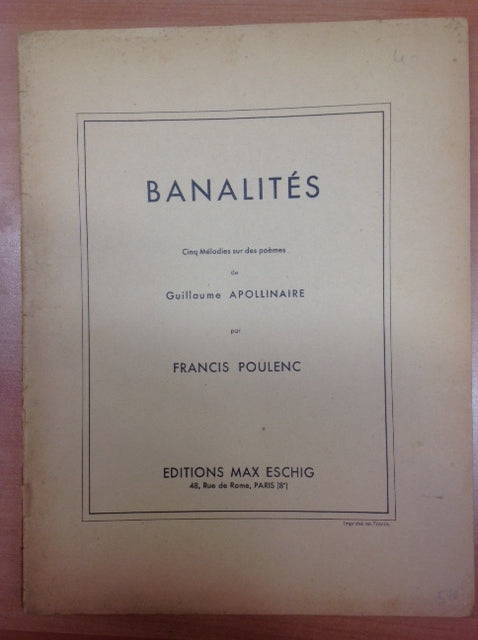 BANALITÉS
Cinq Mélodies sur des poèmes
de
Guillaume APOLLINAIRE
par
FRANCIS POULENC
EDITIONS MAX ESCHIG
48, Rue de Rome, PARIS (8e)
Imprimé en France